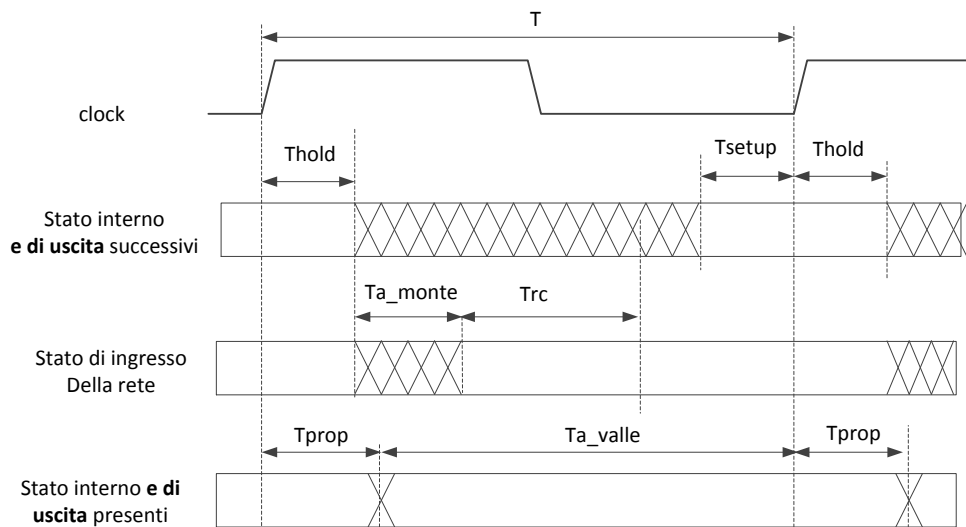 T
clock
Thold
Tsetup
Thold
Stato interno
e di uscita successivi
Ta_monte
Trc
Stato di ingresso
Della rete
Tprop
Ta_valle
Tprop
Stato interno e di
uscita presenti